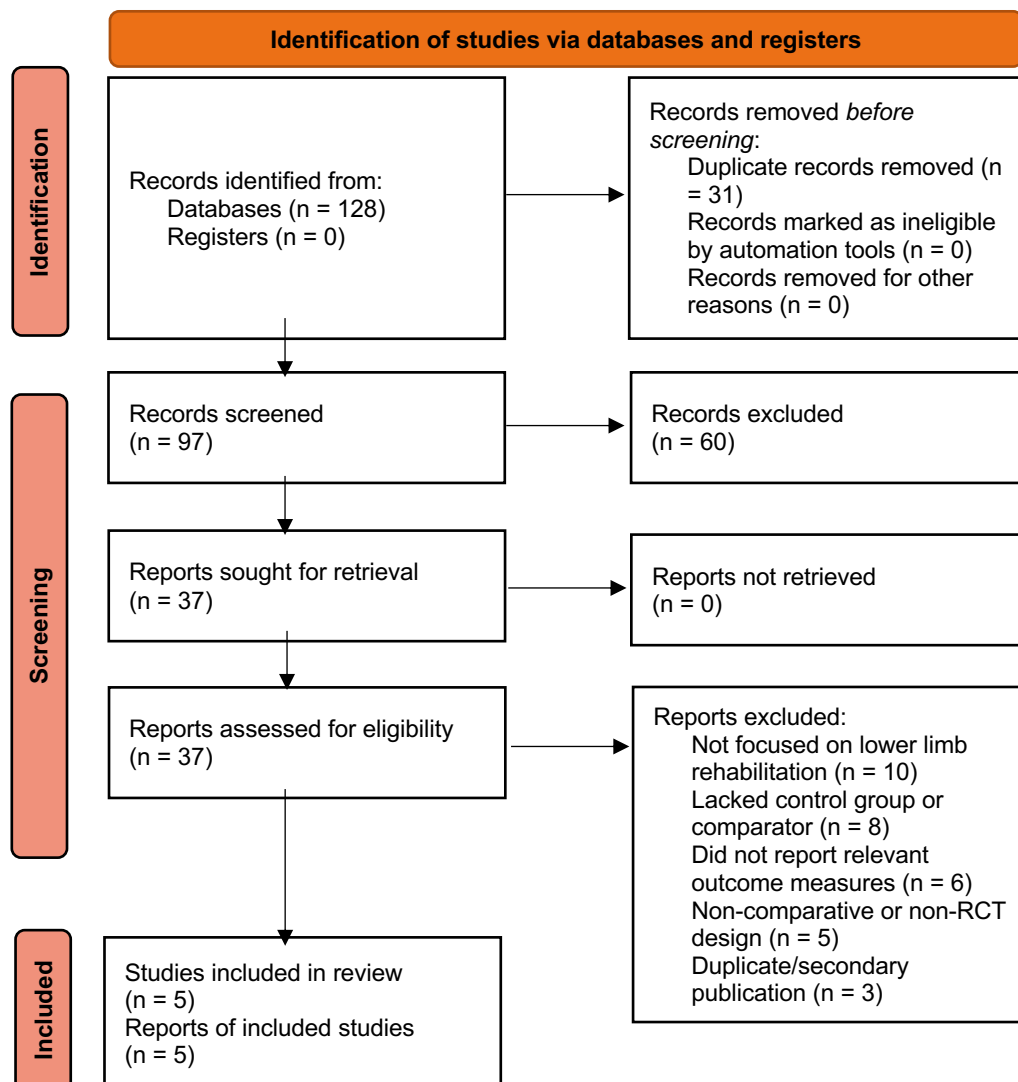 Identification of studies via databases and registers
Identification
Records identified from:
Databases (n = 128)
Registers (n = 0)
Records removed before
screening:
Duplicate records removed (n
= 31)
Records marked as ineligible
by automation tools (n = 0)
Records removed for other
reasons (n = 0)
Screening
Records screened
(n = 97)
Records excluded
(n = 60)
Reports sought for retrieval
(n = 37)
Reports not retrieved
(n = 0)
Reports assessed for eligibility
(n = 37)
Reports excluded:
Not focused on lower limb
rehabilitation (n = 10)
Lacked control group or
comparator (n = 8)
Did not report relevant
outcome measures (n = 6)
Non-comparative or non-RCT
design (n = 5)
Duplicate/secondary
publication (n = 3)
Included
Studies included in review
(n = 5)
Reports of included studies
(n = 5)